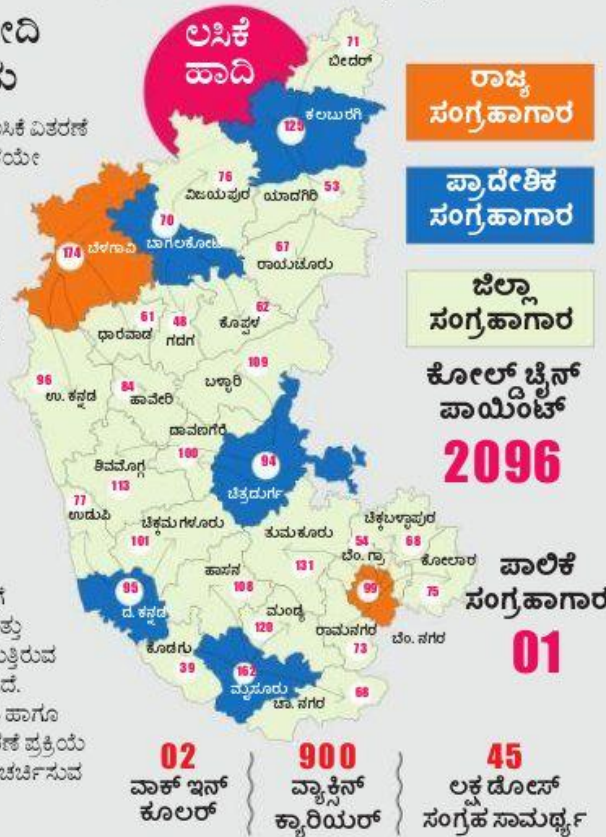 ಲಸಿಕೆ
ಹಾದಿ
ಸಿಕೆ ವಿತರಣೆ
ಯೇ
ರಾಜ್ಯ
ಸಂಗ್ರಹಾಗಾರ
ಪ್ರಾದೇಶಿಕ
ಸಂಗ್ರಹಾಗಾರ
ಜಿಲ್ಲಾ
ಸಂಗ್ರಹಾಗಾರ
ಕೋಲ್ಡ್ ಚೈನ್
ಪಾಯಿಂಟ್
2096
ಪಾಲಿಕೆ
ಸಂಗ್ರಹಾಗಾರ
01
71
ಬೀದರ್
125 ಕಲಬುರಗಿ
76
ವಿಜಯಪುರ
53
ಯಾದಗಿರಿ
174 ಬೆಳಗಾವಿ
70
ಬಾಗಲಕೋಟ
67
ರಾಯಚೂರು
61
ಧಾರವಾಡ
48
ಗದಗ
62
ಕೊಪ್ಪಳ
96
ಉ. ಕನ್ನಡ
84
ಹಾವೇರಿ
109
ಬಳ್ಳಾರಿ
ದಾವಣಗೆರೆ
100
94
ಚಿತ್ರದುರ್ಗ
ಶಿವಮೊಗ್ಗ
113
77
ಉಡುಪಿ
ಚಿಕ್ಕಮಗಳೂರು
101
ತುಮಕೂರು
131
ಚಿಕ್ಕಬಳ್ಳಾಪುರ
68
54
ಬೆಂ. ಗ್ರಾ
ಕೋಲಾರ
75
95
ದ. ಕನ್ನಡ
ಹಾಸನ
108
99
ಬೆಂ. ನಗರ
ಮಂಡ್ಯ
120
ರಾಮನಗರ
73
ಕೊಡಗು
39
162
ಮೈಸೂರು
68
ಚಾ. ನಗರ
ತ್ತು
ತ್ತಿರುವ
ದೆ.
ಹಾಗೂ
ಣೆ ಪ್ರಕ್ರಿಯೆ
ಚರ್ಚಿಸುವ
02
ವಾಕ್ ಇನ್
ಕೂಲರ್
900
ವ್ಯಾಕ್ಸಿನ್
ಕ್ಯಾರಿಯರ್
45
ಲಕ್ಷ ಡೋಸ್
ಸಂಗ್ರಹ ಸಾಮರ್ಥ್ಯ